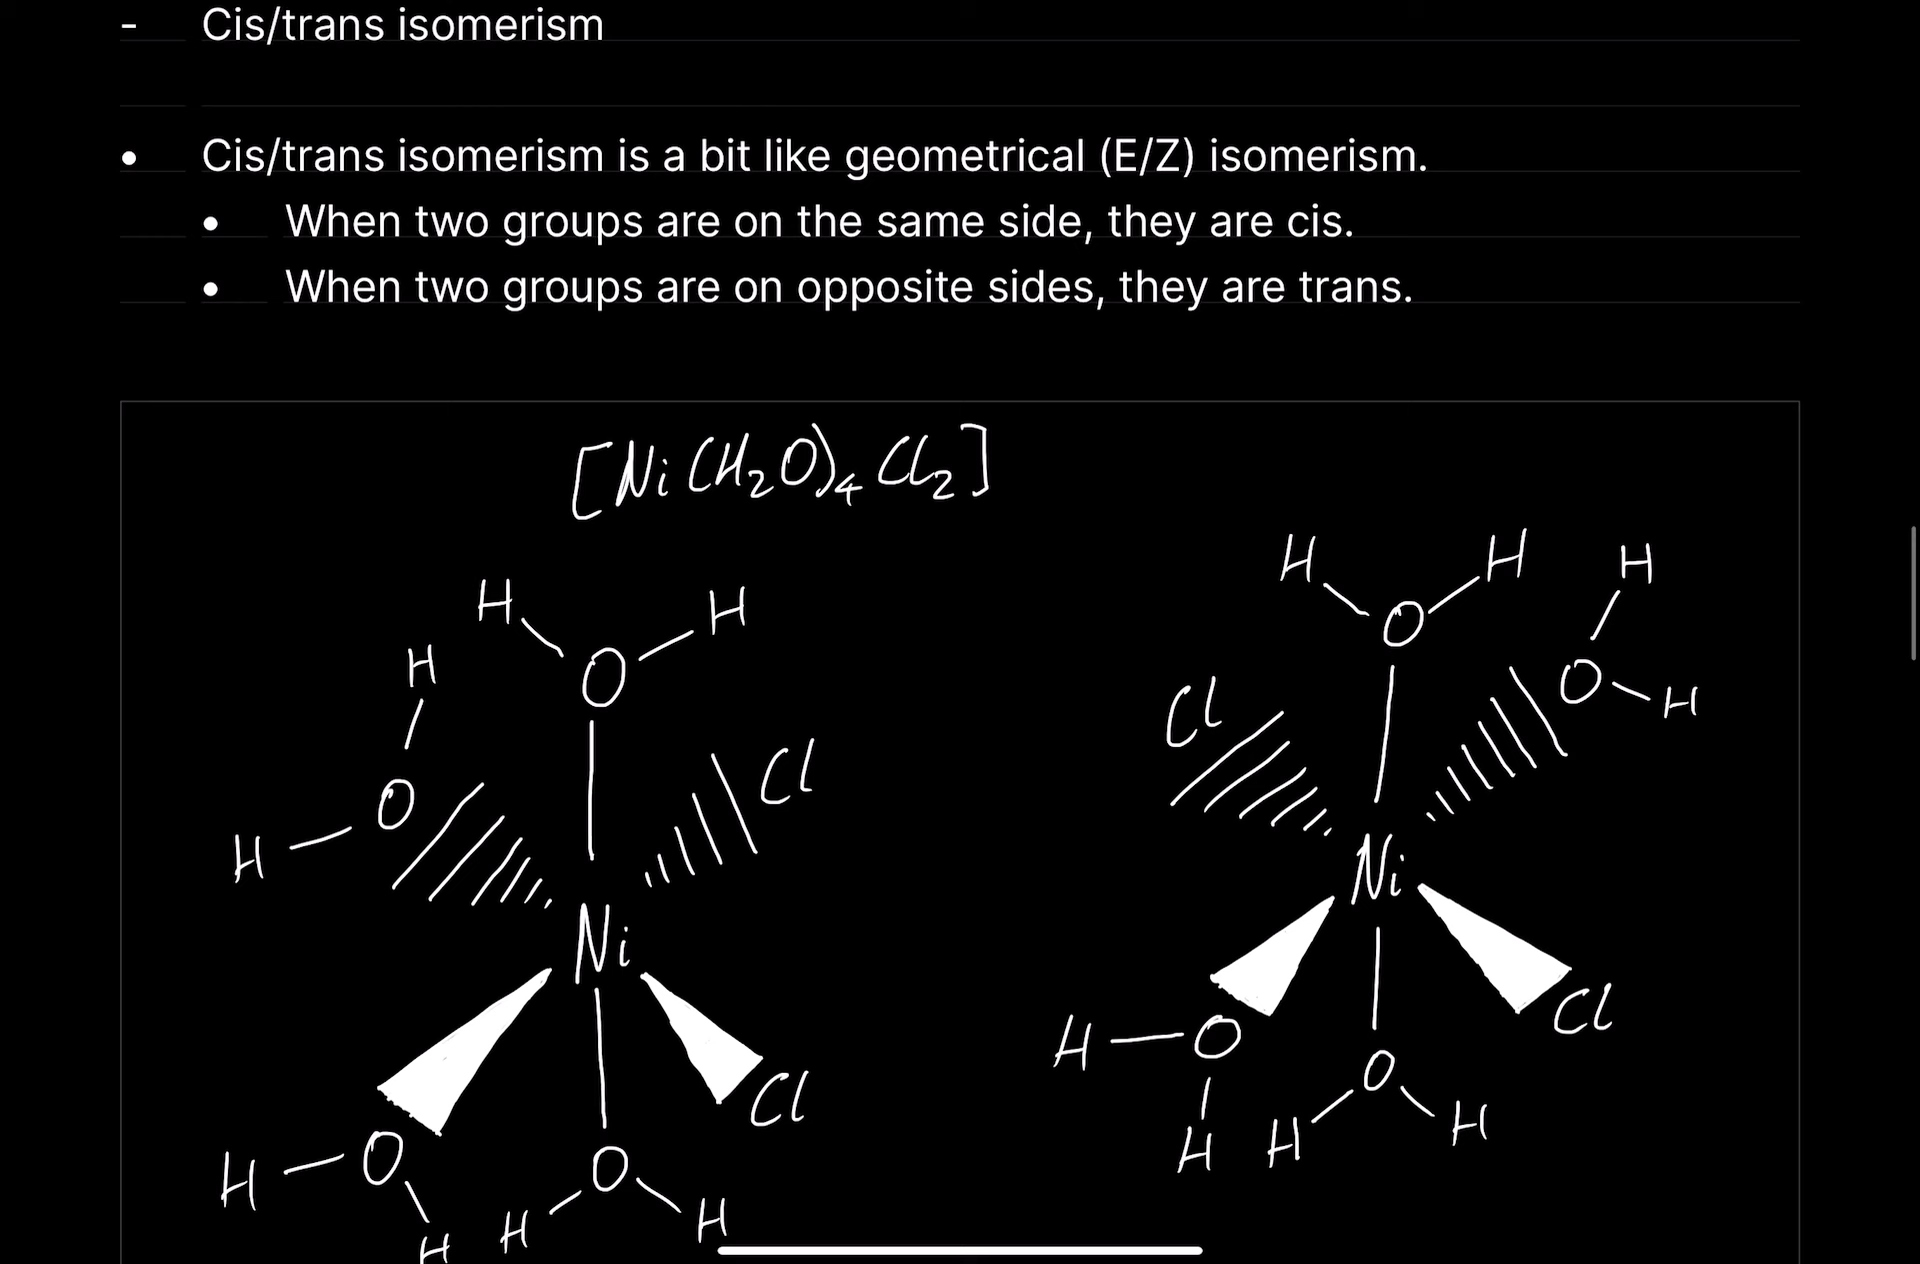 - Cis/trans isomerism
• Cis/trans isomerism is a bit like geometrical (E/Z) isomerism.
• When two groups are on the same side, they are cis.
• When two groups are on opposite sides, they are trans.
[Ni(H₂O)₄Cl₂]
H H
H O
O Cl
H
Ni
Cl
H O O
H H H
H H H
O
Cl O H
Ni
Cl
H O O
H H H